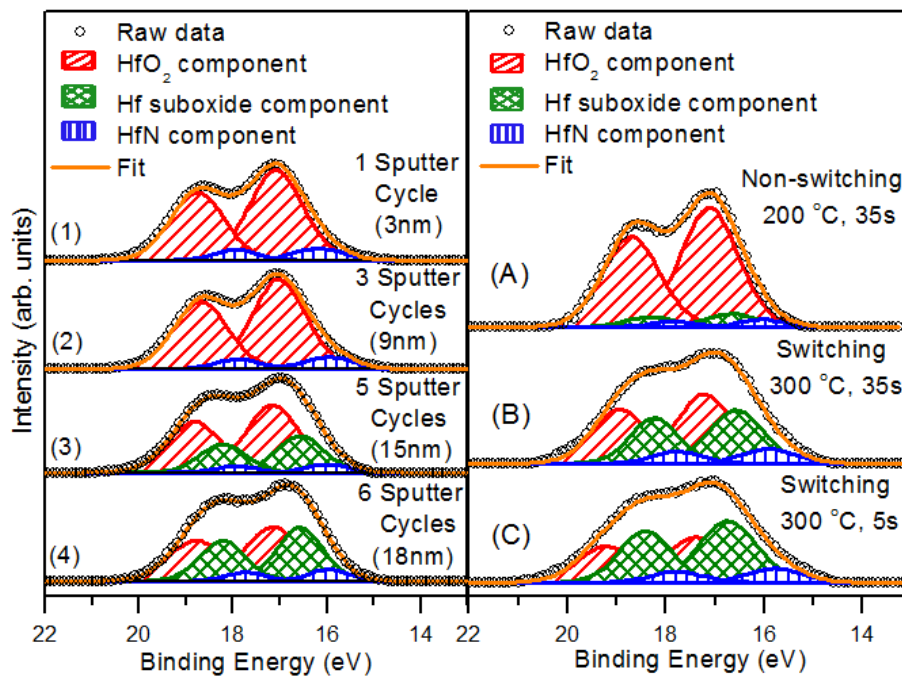 Raw data
HfO₂ component
Hf suboxide component
HfN component
Fit
1 Sputter
Cycle
(3nm)
(1)
3 Sputter
Cycles
(9nm)
(2)
5 Sputter
Cycles
(15nm)
(3)
6 Sputter
Cycles
(18nm)
(4)
22 20 18 16 14
Binding Energy (eV)
Intensity (arb. units)
Raw data
HfO₂ component
Hf suboxide component
HfN component
Fit
Non-switching
200 °C, 35s
(A)
Switching
300 °C, 35s
(B)
Switching
300 °C, 5s
(C)
22 20 18 16 14
Binding Energy (eV)